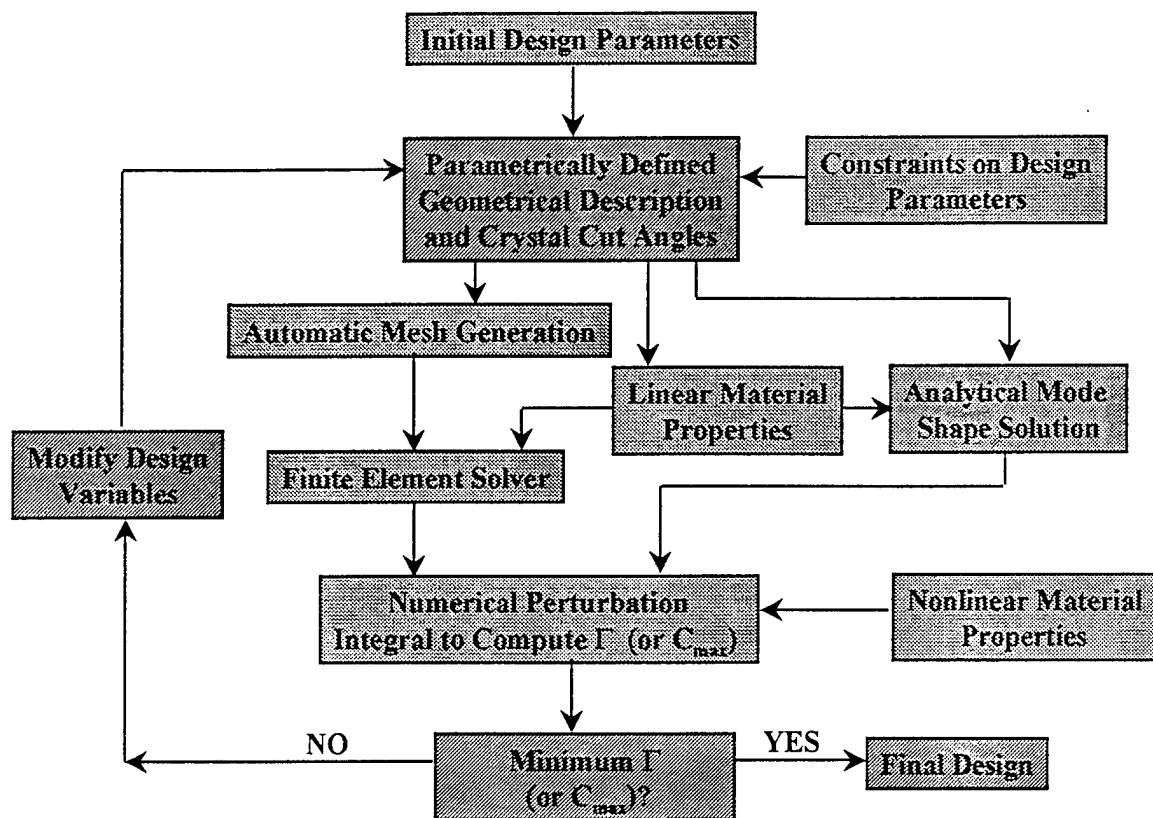 Initial Design Parameters
Parametrically Defined
Geometrical Description
and Crystal Cut Angles
Constraints on Design
Parameters
Automatic Mesh Generation
Linear Material
Properties
Analytical Mode
Shape Solution
Modify Design
Variables
Finite Element Solver
Numerical Perturbation
Integral to Compute Γ (or C_max)
Nonlinear Material
Properties
NO
Minimum Γ
(or C_max)?
YES
Final Design